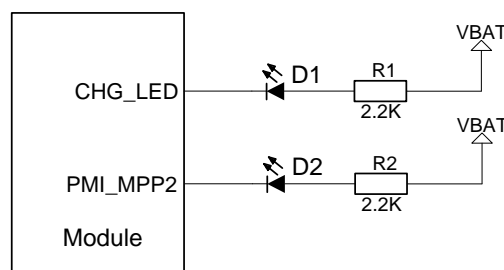 VBAT
CHG_LED
D1
R1
2.2K
VBAT
PMI_MPP2
D2
R2
2.2K
Module